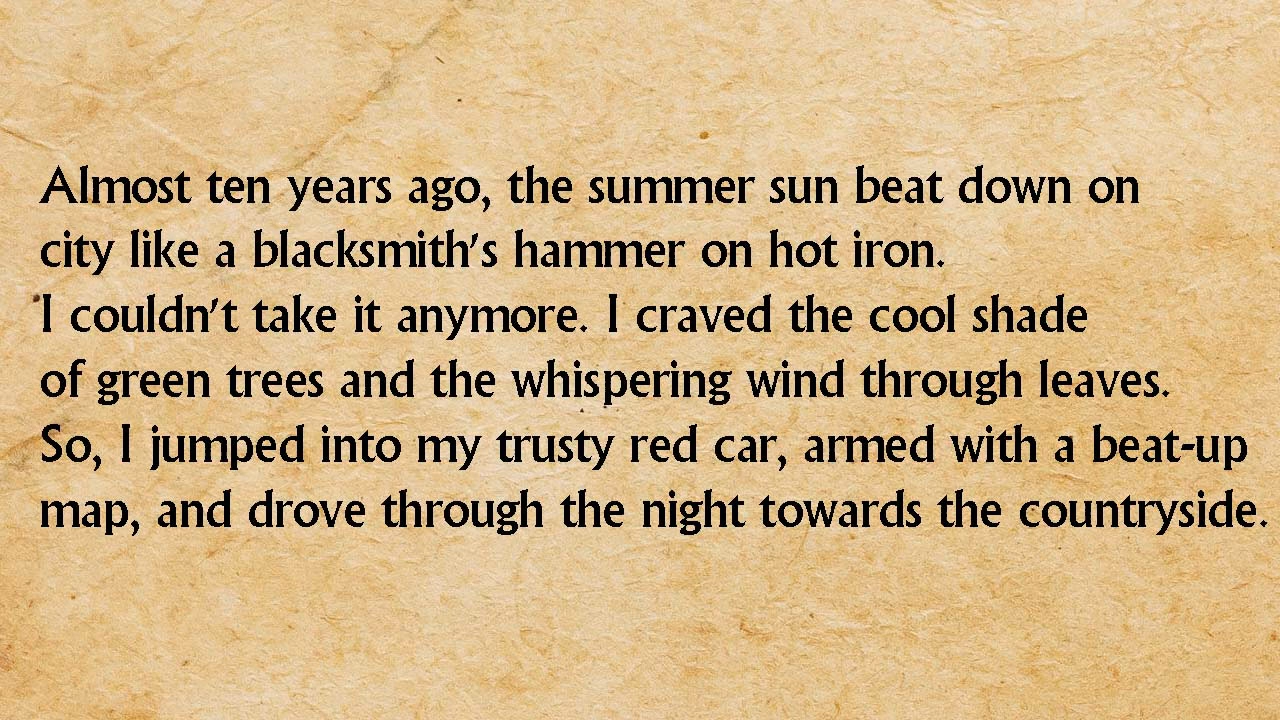 Almost ten years ago, the summer sun beat down on
city like a blacksmith's hammer on hot iron.
I couldn't take it anymore. I craved the cool shade
of green trees and the whispering wind through leaves.
So, I jumped into my trusty red car, armed with a beat-up
map, and drove through the night towards the countryside.